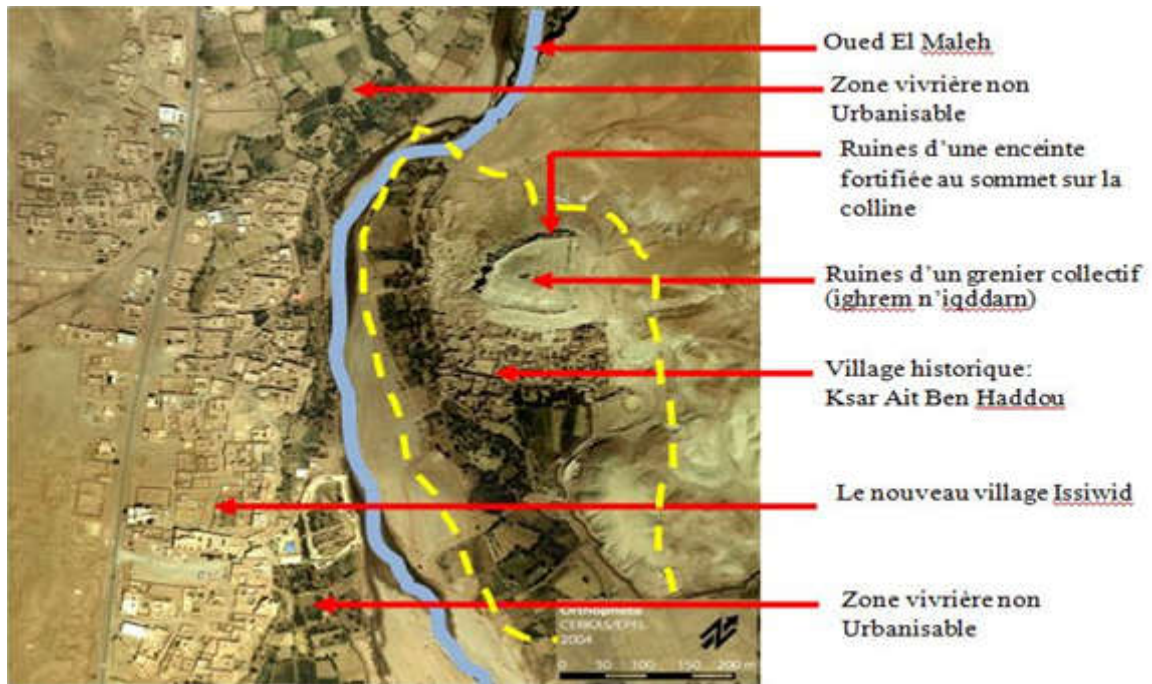 Oued El Maleh
Zone vivrière non
Urbanisable
Ruines d’une enceinte
fortifiée au sommet sur la
colline
Ruines d’un grenier collectif
(ighrem n’iqddarn)
Village historique:
Ksar Ait Ben Haddou
Le nouveau village Issiwid
Zone vivrière non
Urbanisable
Orthophoto
CERKAS/EPFL
2004
0 50 100 150 200 m